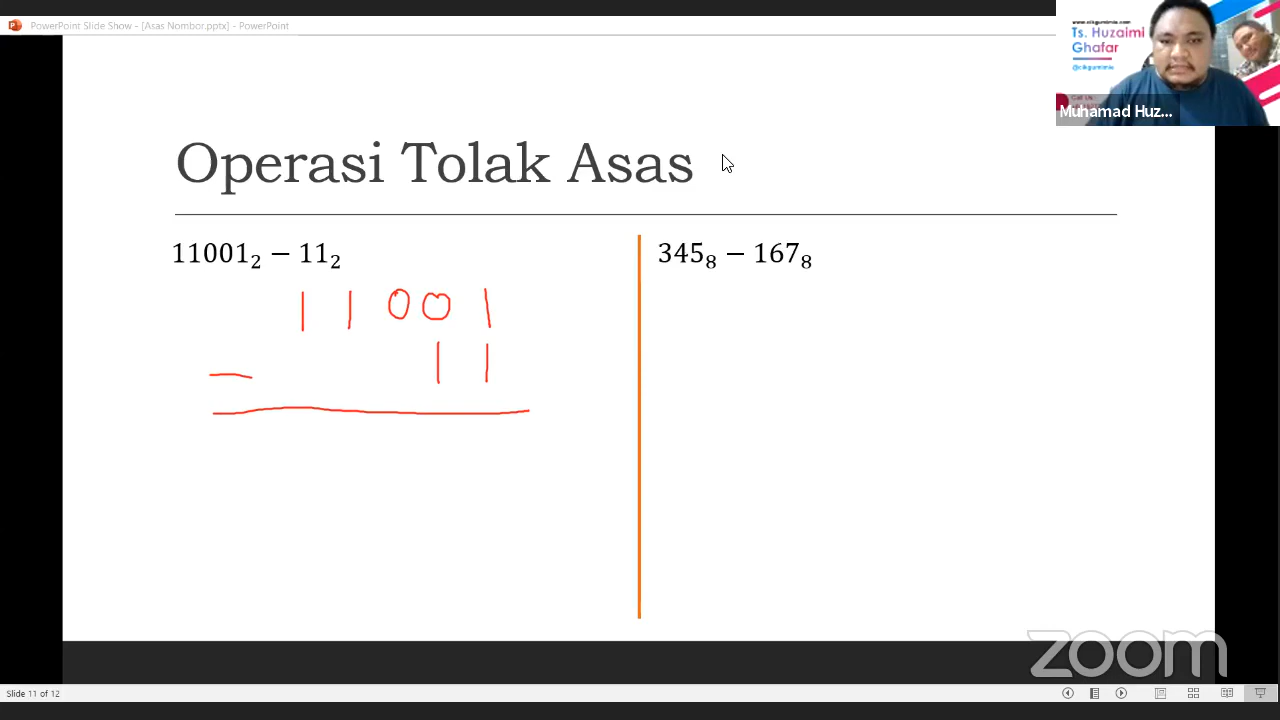 PowerPoint Slide Show - [Asas Nombor.pptx] - PowerPoint
Ts. Huzaimi
Ghafar
@cikgumimie
Muhamad Huz...
Operasi Tolak Asas
11001₂ − 11₂
345₈ − 167₈
1 1 0 0 1
1 1
−
zoom
Slide 11 of 12